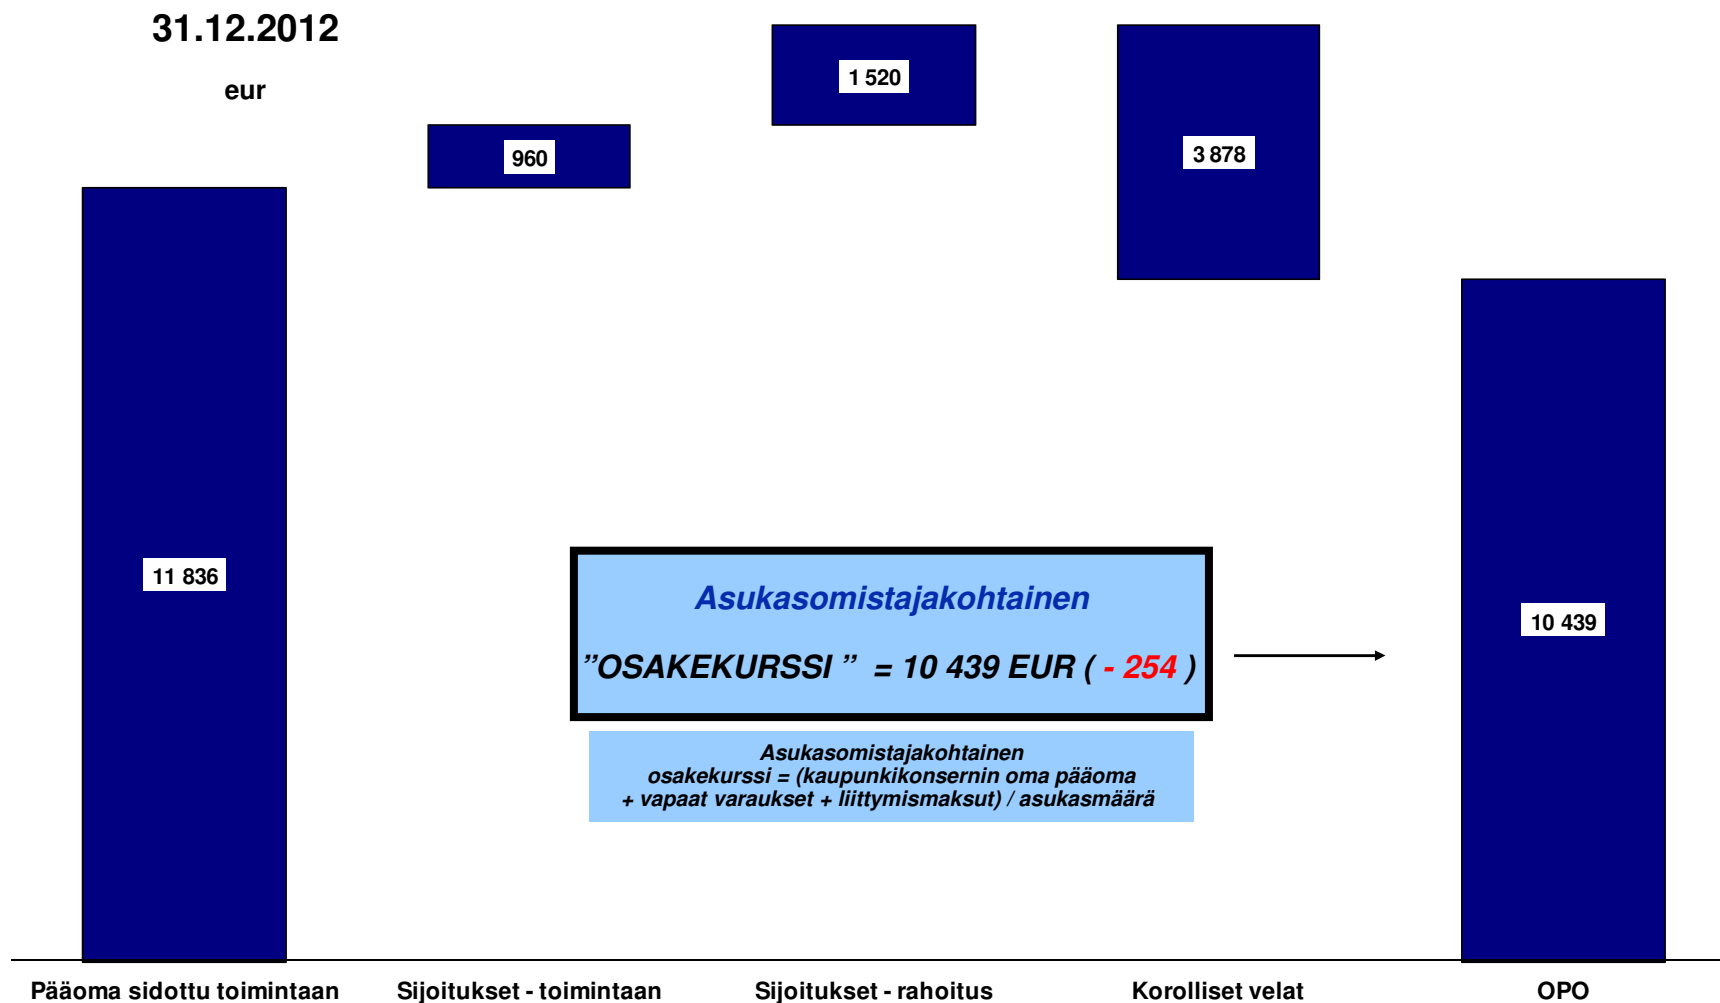 31.12.2012
eur
1 520
960
3 878
11 836
10 439
Asukasomistajakohtainen
”OSAKEKURSSI ” = 10 439 EUR ( - 254 )
Asukasomistajakohtainen
osakekurssi = (kaupunkikonsernin oma pääoma
+ vapaat varaukset + liittymismaksut) / asukasmäärä
Pääoma sidottu toimintaan
Sijoitukset - toimintaan
Sijoitukset - rahoitus
Korolliset velat
OPO